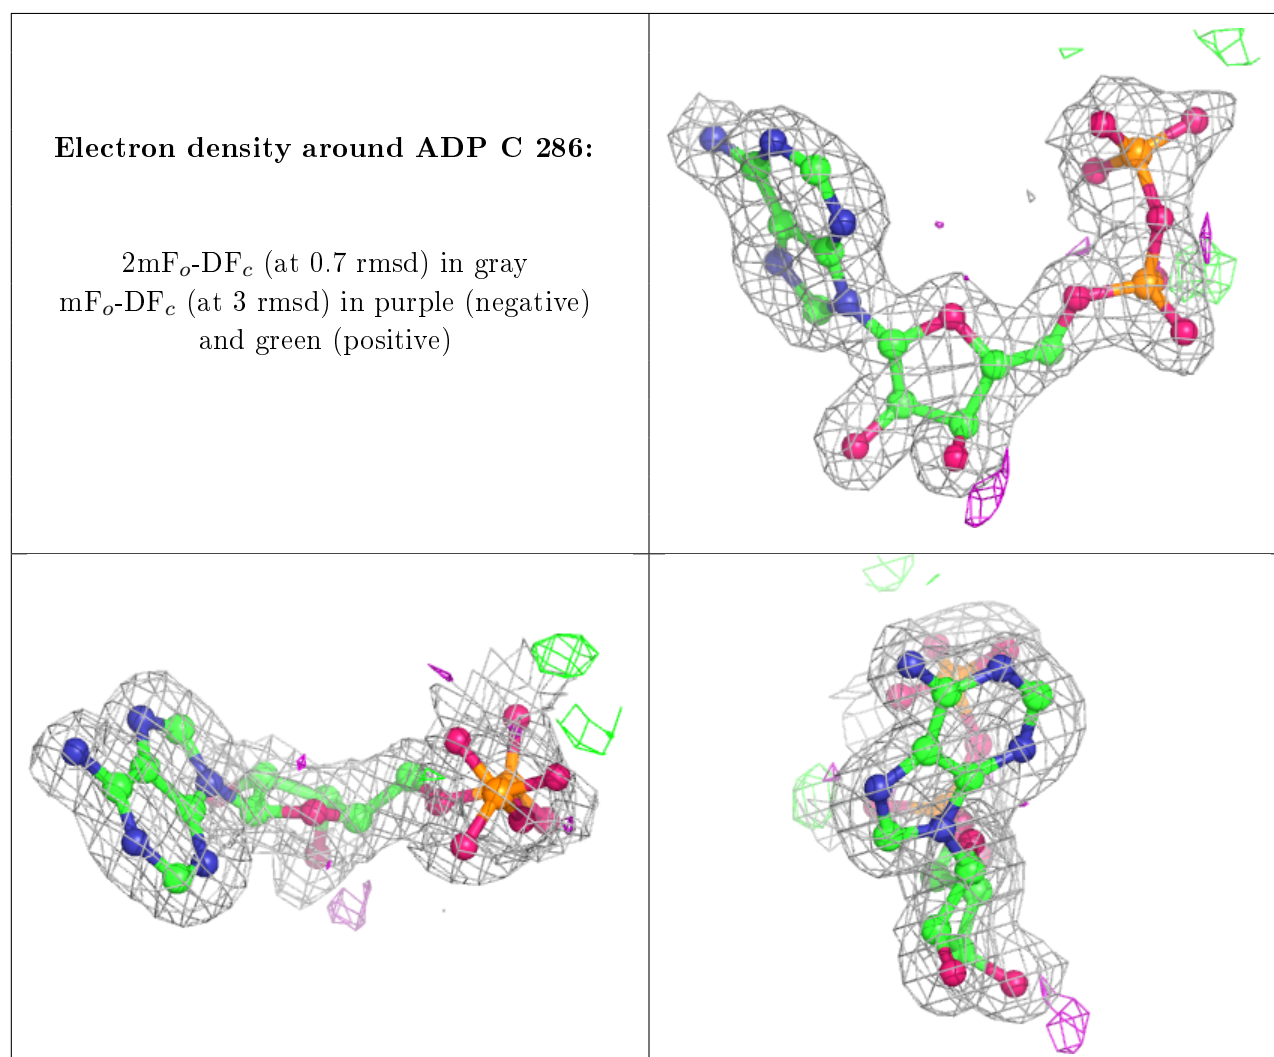 Electron density around ADP C 286:
2mFo-DFc (at 0.7 rmsd) in gray
mFo-DFc (at 3 rmsd) in purple (negative)
and green (positive)